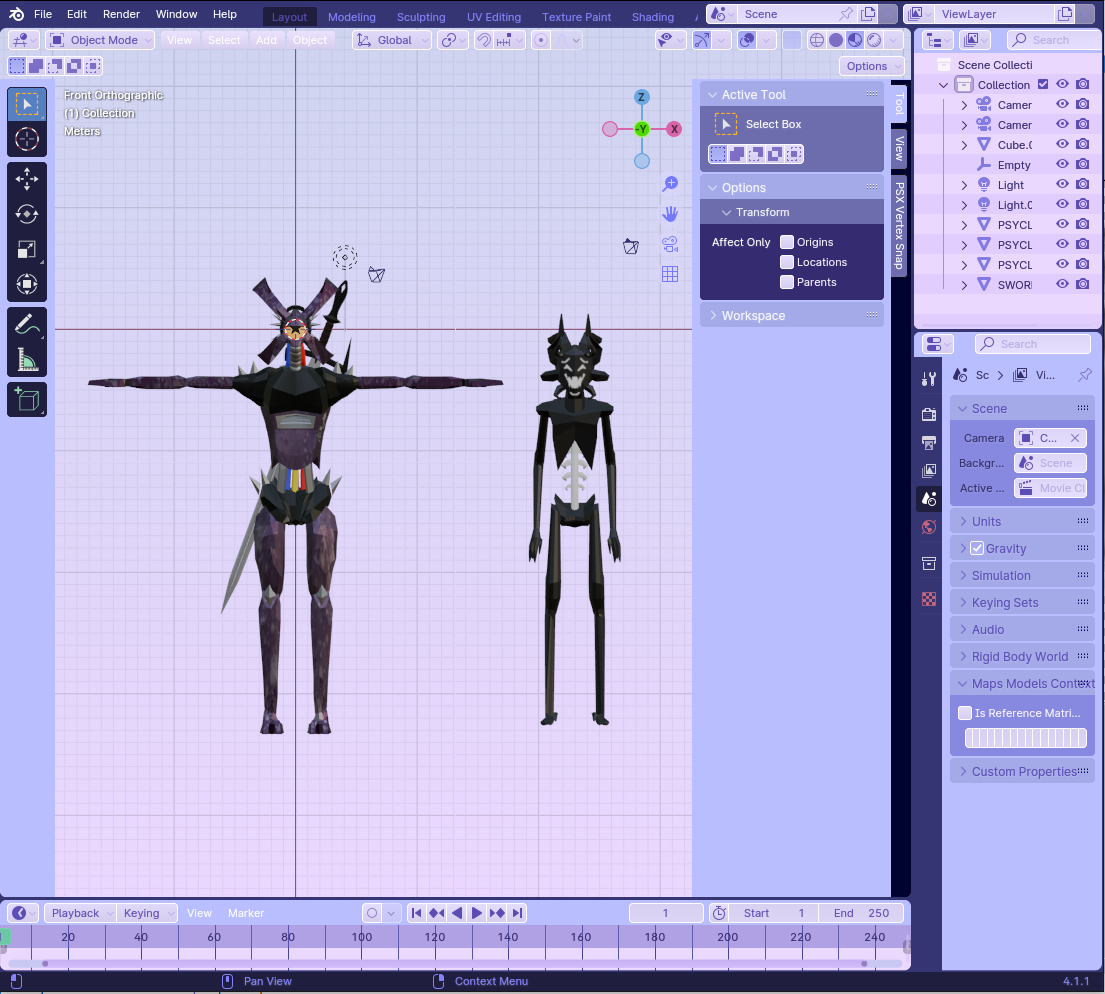 File Edit Render Window Help Layout Modeling Sculpting UV Editing Texture Paint Shading Scene ViewLayer
Object Mode View Select Add Object Global Search
Options
Front Orthographic
(1) Collection
Meters
Z
-Y X
Active Tool
Select Box
Options
Transform
Affect Only Origins
Locations
Parents
Workspace
Tool
View
PSX Vertex Snap
Scene Collecti
Collection
Camer
Camer
Cube.0
Empty
Light
Light.0
PSYCL
PSYCL
PSYCL
SWOR
Search
Sc > Vi...
Scene
Camera C...
Backgr... Scene
Active ... Movie Cl
Units
Gravity
Simulation
Keying Sets
Audio
Rigid Body World
Maps Models Context
Is Reference Matri...
Custom Properties
Playback Keying View Marker 1 Start 1 End 250
20 40 60 80 100 120 140 160 180 200 220 240
Pan View Context Menu 4.1.1